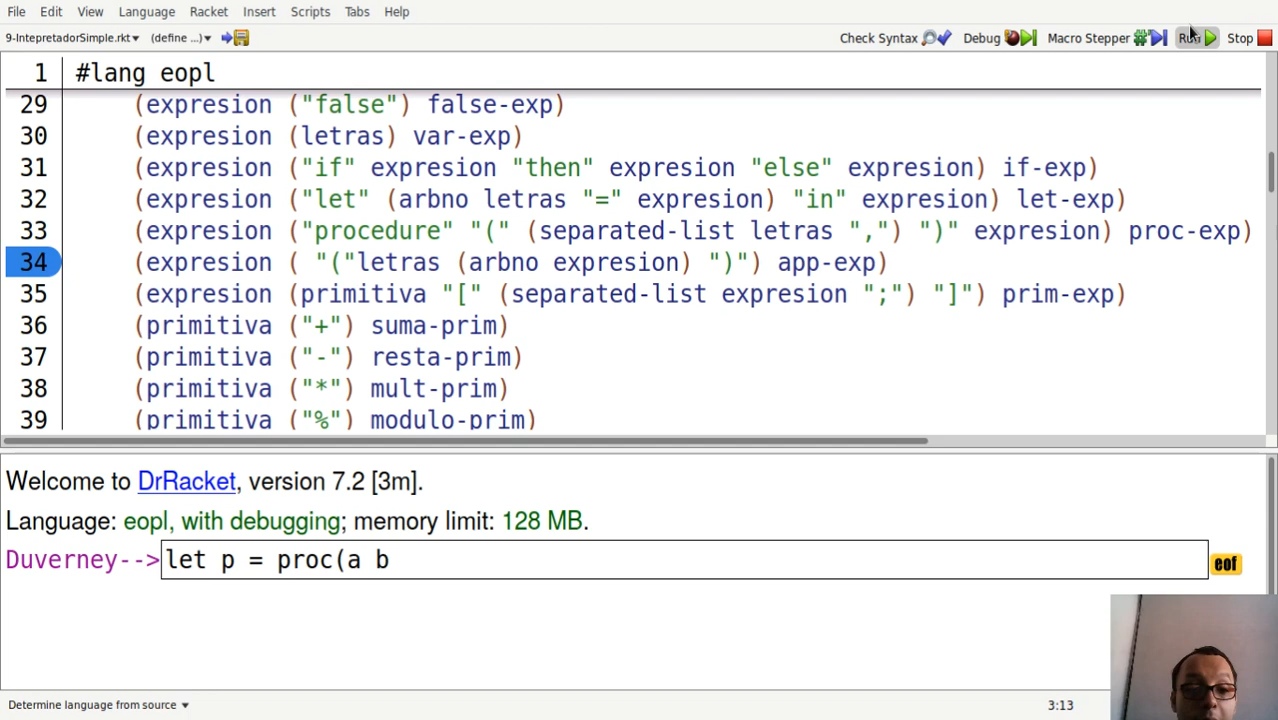 File Edit View Language Racket Insert Scripts Tabs Help
9-IntepretadorSimple.rkt (define ...) Check Syntax Debug Macro Stepper Run Stop
1 #lang eopl
29 (expresion ("false") false-exp)
30 (expresion (letras) var-exp)
31 (expresion ("if" expresion "then" expresion "else" expresion) if-exp)
32 (expresion ("let" (arbno letras "=" expresion) "in" expresion) let-exp)
33 (expresion ("procedure" "(" (separated-list letras ",") ")" expresion) proc-exp)
34 (expresion ( "("letras (arbno expresion) ")") app-exp)
35 (expresion (primitiva "[" (separated-list expresion ";") "]") prim-exp)
36 (primitiva ("+") suma-prim)
37 (primitiva ("-") resta-prim)
38 (primitiva ("*") mult-prim)
39 (primitiva ("%") modulo-prim)
Welcome to DrRacket, version 7.2 [3m].
Language: eopl, with debugging; memory limit: 128 MB.
Duverney-->let p = proc(a b eof
Determine language from source 3:13